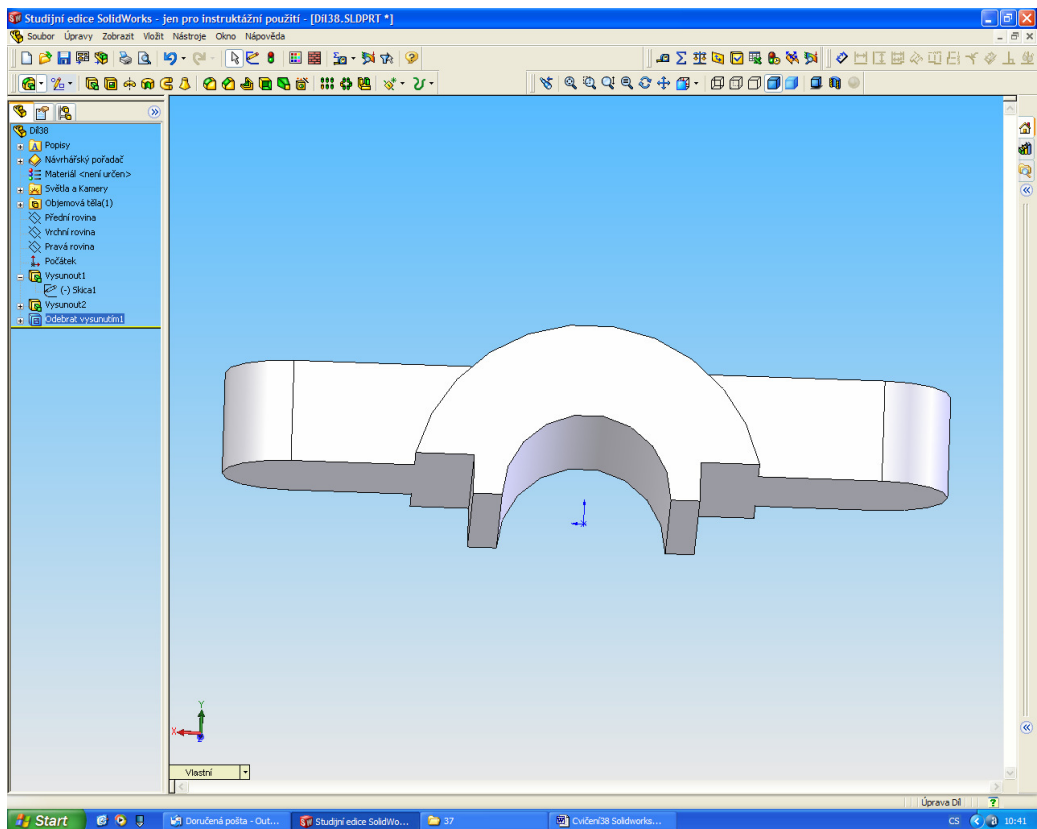 Studijní edice SolidWorks - jen pro instruktážní použití - [Díl38.SLDPRT *]
Soubor Úpravy Zobrazit Vložit Nástroje Okno Nápověda
Díl38
Popisy
Návrhářský pořadač
Materiál <není určen>
Světla a Kamery
Objemová těla(1)
Přední rovina
Vrchní rovina
Pravá rovina
Počátek
Vysunout1
(-) Skica1
Vysunout2
Odebrat vysunutím1
Y
X
Z
Vlastní
Úprava Díl
Start
Doručená pošta - Out...
Studijní edice SolidWo...
37
Cvičení38 Solidworks...
CS
10:41